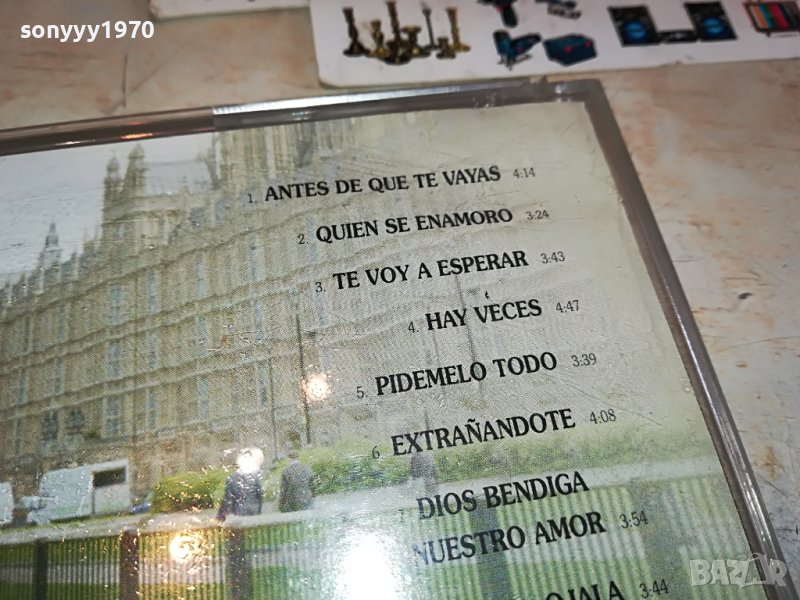 sonyyy1970
1. ANTES DE QUE TE VAYAS 4:14
2. QUIEN SE ENAMORO 3:24
3. TE VOY A ESPERAR 3:43
4. HAY VECES 4:47
5. PIDEMELO TODO 3:39
6. EXTRAÑANDOTE 4:08
7. DIOS BENDIGA
NUESTRO AMOR 3:54
OJALA 3:44
BAZAR